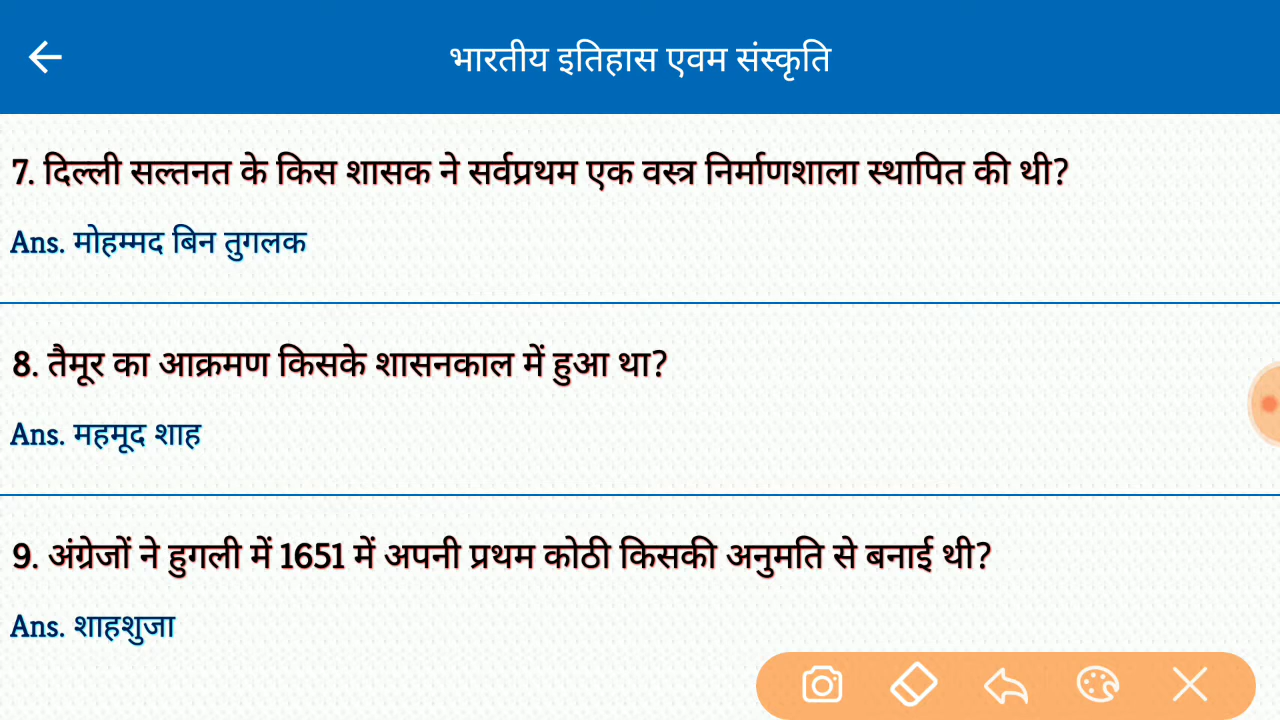 भारतीय इतिहास एवम संस्कृति
7. दिल्ली सल्तनत के किस शासक ने सर्वप्रथम एक वस्त्र निर्माणशाला स्थापित की थी?
Ans. मोहम्मद बिन तुगलक
8. तैमूर का आक्रमण किसके शासनकाल में हुआ था?
Ans. महमूद शाह
9. अंग्रेजों ने हुगली में 1651 में अपनी प्रथम कोठी किसकी अनुमति से बनाई थी?
Ans. शाहशुजा